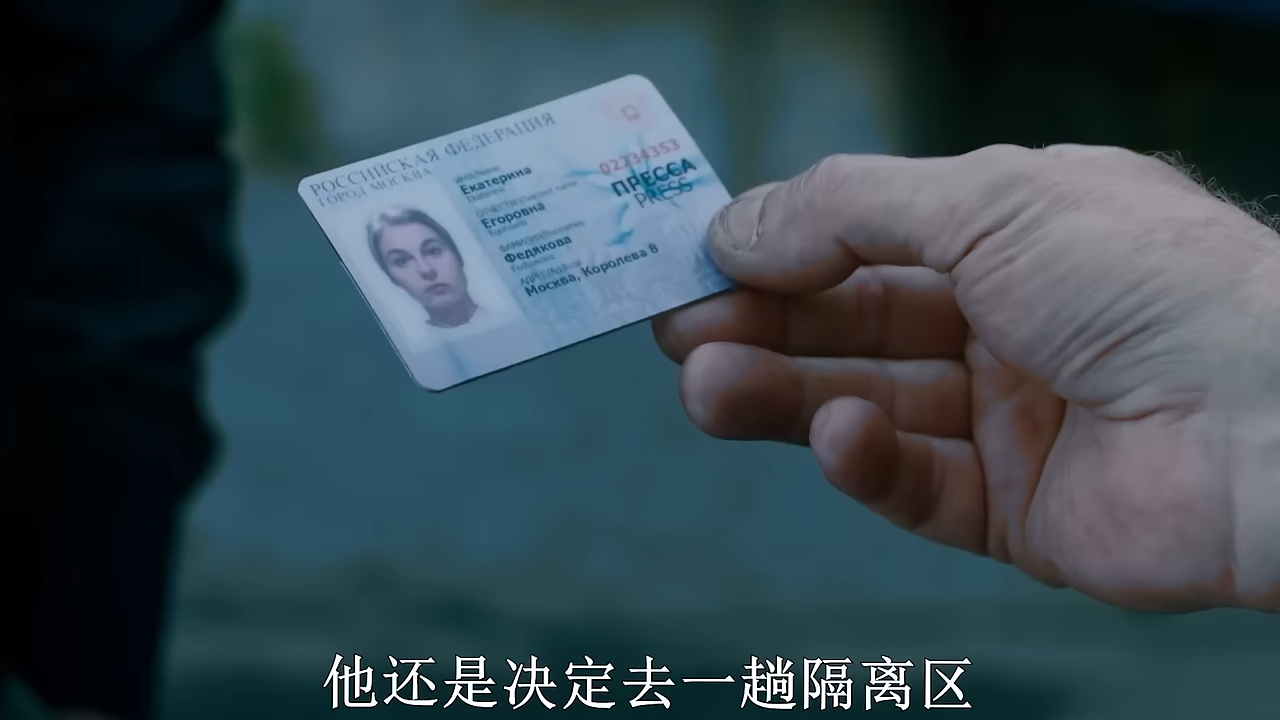 РОССИЙСКАЯ ФЕДЕРАЦИЯ
ГОРОД МОСКВА
02234353
ПРЕССА
PRESS
Екатерина
Егоровна
Федякова
Москва, Королева 8
他还是决定去一趟隔离区